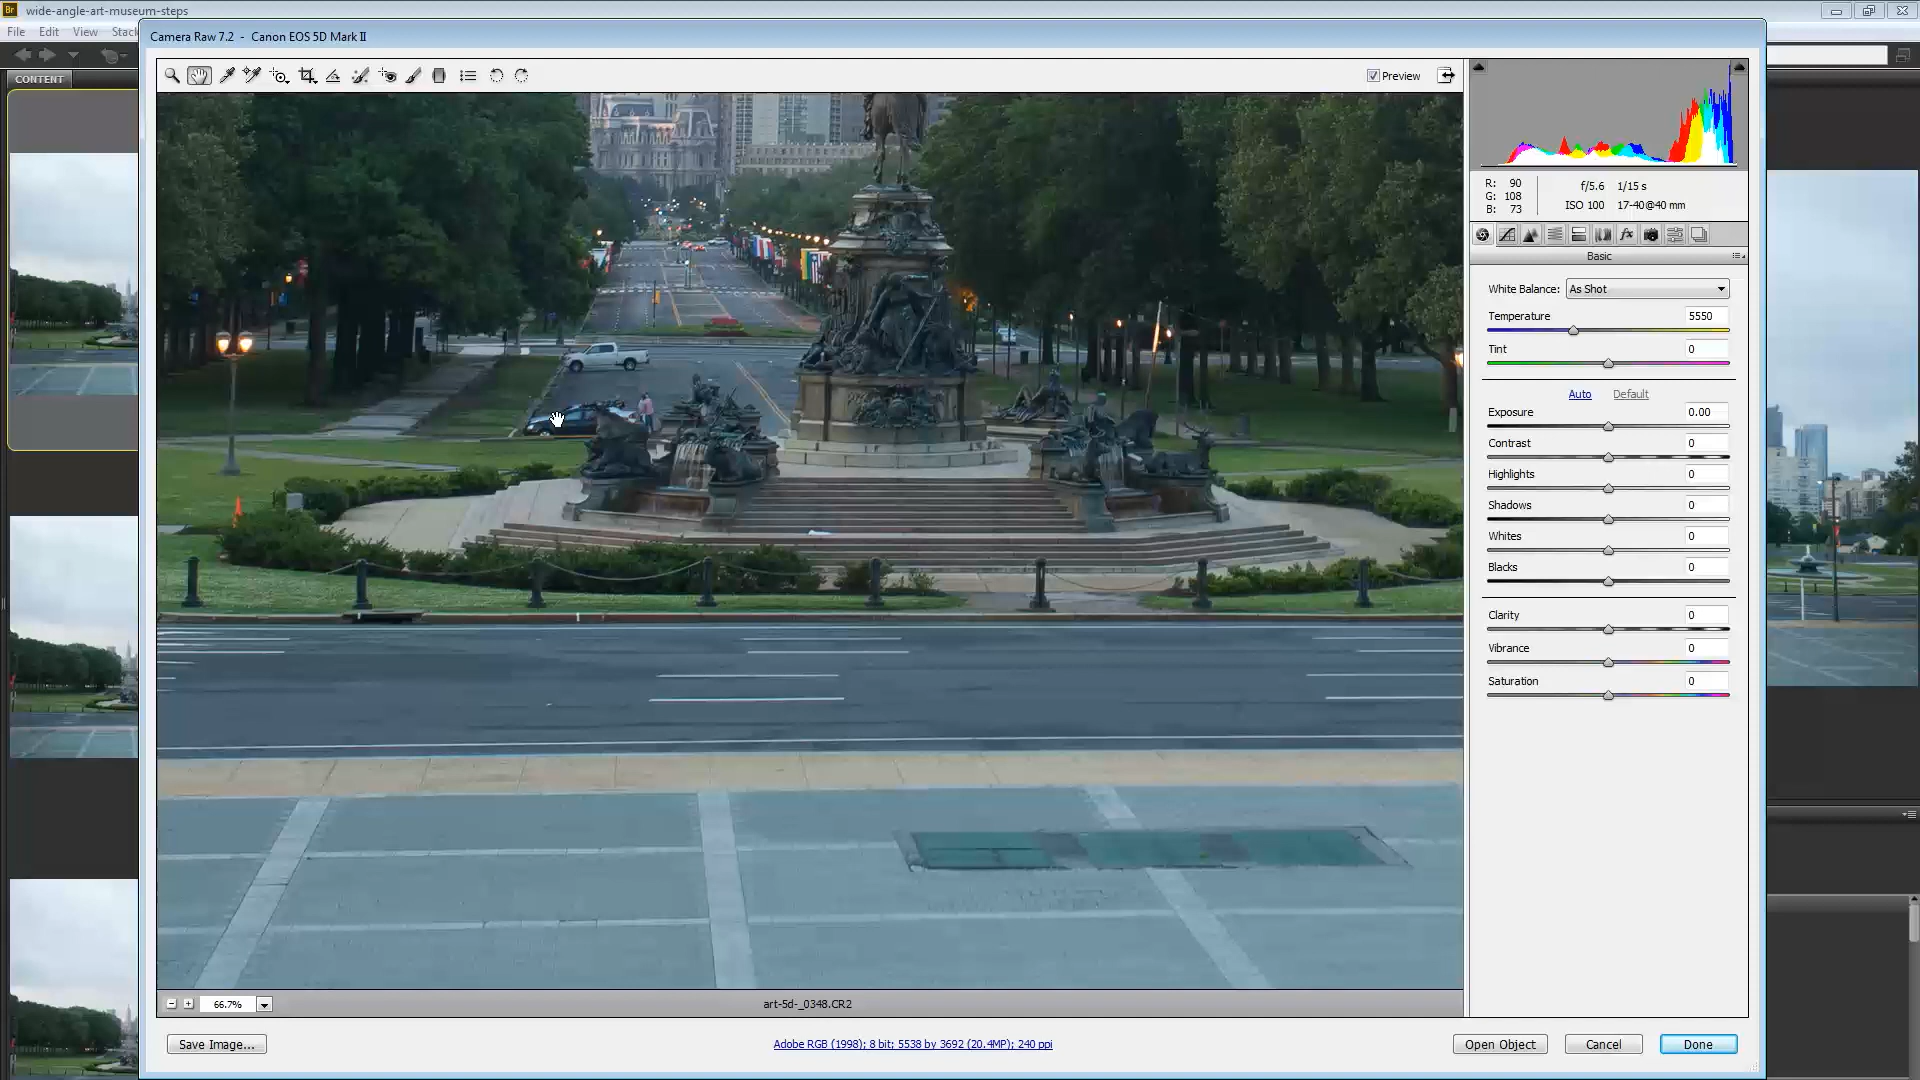 Br wide-angle-art-museum-steps
File Edit View Stack
CONTENT
Camera Raw 7.2 - Canon EOS 5D Mark II
Preview
R: 90
G: 108
B: 73
f/5.6 1/15 s
ISO 100 17-40@40 mm
fx
Basic
White Balance: As Shot
Temperature 5550
Tint 0
Auto Default
Exposure 0.00
Contrast 0
Highlights 0
Shadows 0
Whites 0
Blacks 0
Clarity 0
Vibrance 0
Saturation 0
66.7%
art-5d-_0348.CR2
Save Image...
Adobe RGB (1998); 8 bit; 5538 by 3692 (20.4MP); 240 ppi
Open Object Cancel Done